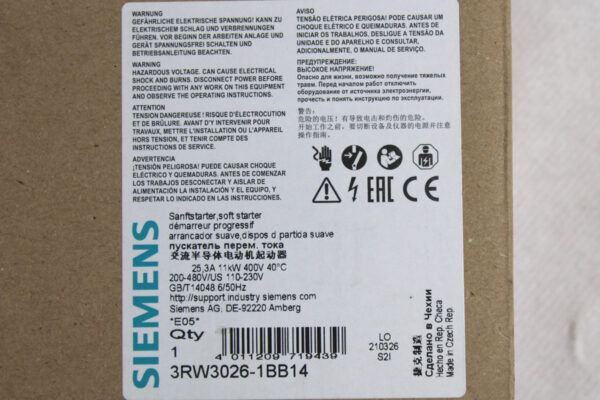 WARNUNG
GEFÄHRLICHE ELEKTRISCHE SPANNUNG! KANN ZU
ELEKTRISCHEM SCHLAG UND VERBRENNUNGEN
FÜHREN. VOR BEGINN DER ARBEITEN ANLAGE UND
GERÄT SPANNUNGSFREI SCHALTEN UND
BETRIEBSANLEITUNG BEACHTEN.
WARNING
HAZARDOUS VOLTAGE. CAN CAUSE ELECTRICAL
SHOCK AND BURNS. DISCONNECT POWER BEFORE
PROCEEDING WITH ANY WORK ON THIS EQUIPMENT
AND OBSERVE THE OPERATING INSTRUCTIONS.
ATTENTION
TENSION DANGEREUSE! RISQUE D'ÉLECTROCUTION
ET DE BRÛLURE. AVANT D'Y INTERVENIR POUR
TRAVAUX, METTRE L'INSTALLATION OU L'APPAREIL
HORS TENSION, ET TENIR COMPTE DES
INSTRUCTIONS DE SERVICE.
ADVERTENCIA
¡TENSIÓN PELIGROSA! PUEDE CAUSAR CHOQUE
ELÉCTRICO Y QUEMADURAS. ANTES DE COMENZAR
LOS TRABAJOS DESCONECTAR Y AISLAR DE
ALIMENTACIÓN LA INSTALACIÓN Y EL EQUIPO, Y
RESPETAR LO INDICADO EN LAS INSTRUCCIONES.
AVISO
TENSÃO ELÉTRICA PERIGOSA! PODE CAUSAR UM
CHOQUE ELÉTRICO E QUEIMADURAS. ANTES DE
INICIAR OS TRABALHOS, DESLIGUE A TENSÃO DA
UNIDADE E DO APARELHO E CONSULTAR,
ADICIONALMENTE, O MANUAL DE SERVIÇO.
ПРЕДУПРЕЖДЕНИЕ:
ВЫСОКОЕ НАПРЯЖЕНИЕ!
Опасно для жизни, возможно получение тяжелых
травм. Перед началом работ отключить
оборудование от источника электроэнергии,
прочесть и понять инструкцию по эксплуатации.
警告:
危险的电压!有导致电击和灼伤的危险。
开始工作之前,要切断设备及仪器的电源并注意
操作指南。
EAC CE
SIEMENS
Sanftstarter,soft starter
démarreur progressif
arrancador suave,dispos d partida suave
пускатель перем. тока
交流半导体电动机起动器
25,3A 11kW 400V 40°C
200-480V/US 110-230V
GB/T14048.6/50Hz
http://support industry siemens com
Siemens AG, DE-92220 Amberg
*E05*
Qty
1
4 011209 719439
3RW3026-1BB14
LO
210326
S2I
捷克制造
Сделано в Чехии
Hecho en Rep. Checa
Made in Czech Rep.